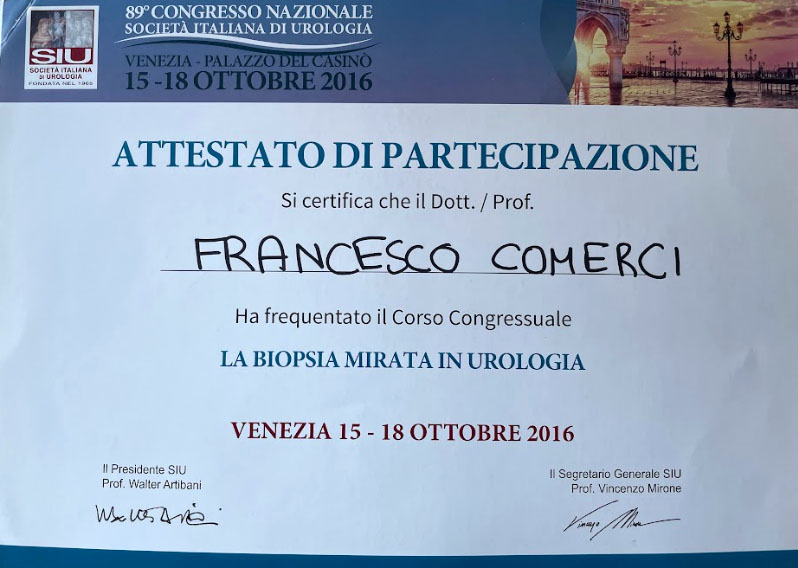 89° CONGRESSO NAZIONALE
SOCIETÀ ITALIANA DI UROLOGIA
VENEZIA - PALAZZO DEL CASINÒ
15-18 OTTOBRE 2016
SIU
SOCIETÀ ITALIANA
DI UROLOGIA
FONDATA NEL 1908
ATTESTATO DI PARTECIPAZIONE
Si certifica che il Dott. / Prof.
FRANCESCO COMERCI
Ha frequentato il Corso Congressuale
LA BIOPSIA MIRATA IN UROLOGIA
VENEZIA 15 - 18 OTTOBRE 2016
Il Presidente SIU
Prof. Walter Artibani
Il Segretario Generale SIU
Prof. Vincenzo Mirone